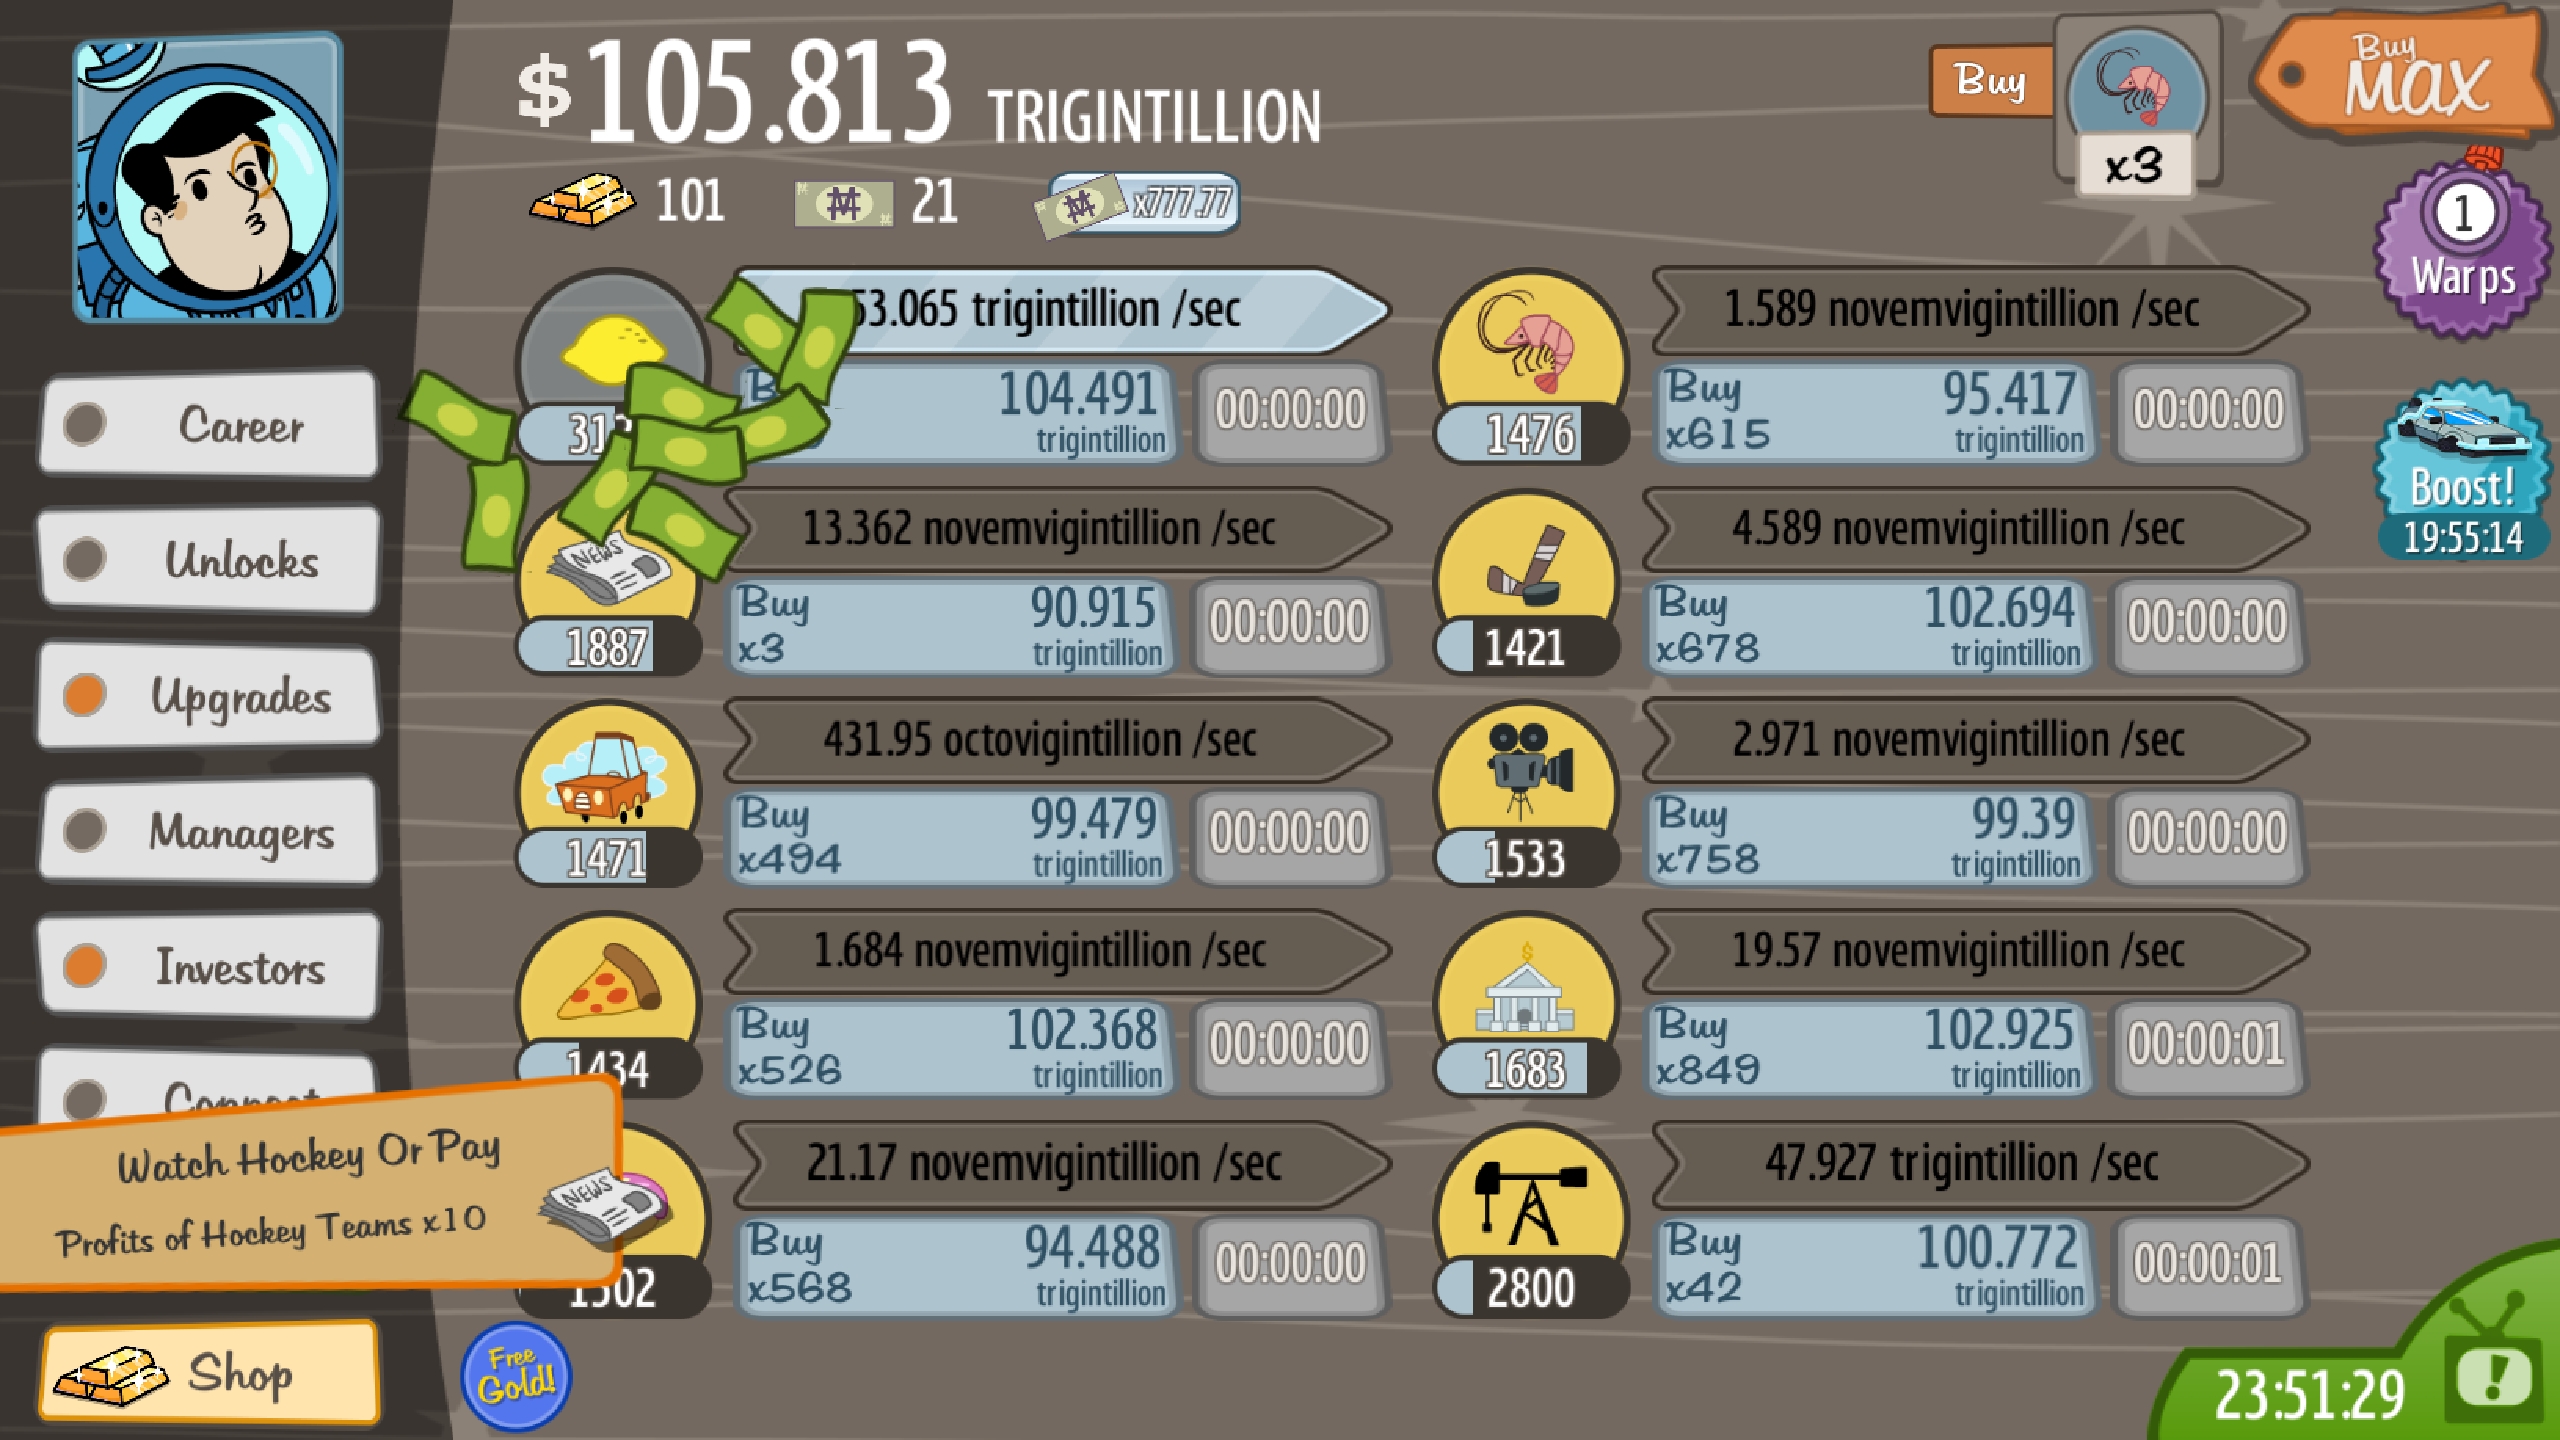 $105.813 TRIGINTILLION
101
21
x777.77
Buy
x3
Buy
MAX
1
Warps
Boost!
19:55:14
Career
Unlocks
Upgrades
Managers
Investors
Watch Hockey Or Pay
Profits of Hockey Teams x10
NEWS
Shop
Free
Gold!
53.065 trigintillion /sec
104.491
trigintillion
00:00:00
NEWS
1887
13.362 novemvigintillion /sec
Buy
x3
90.915
trigintillion
00:00:00
1471
431.95 octovigintillion /sec
Buy
x494
99.479
trigintillion
00:00:00
1434
1.684 novemvigintillion /sec
Buy
x526
102.368
trigintillion
00:00:00
21.17 novemvigintillion /sec
Buy
x568
94.488
trigintillion
00:00:00
1476
1.589 novemvigintillion /sec
Buy
x615
95.417
trigintillion
00:00:00
1421
4.589 novemvigintillion /sec
Buy
x678
102.694
trigintillion
00:00:00
1533
2.971 novemvigintillion /sec
Buy
x758
99.39
trigintillion
00:00:00
1683
19.57 novemvigintillion /sec
Buy
x849
102.925
trigintillion
00:00:01
2800
47.927 trigintillion /sec
Buy
x42
100.772
trigintillion
00:00:01
23:51:29